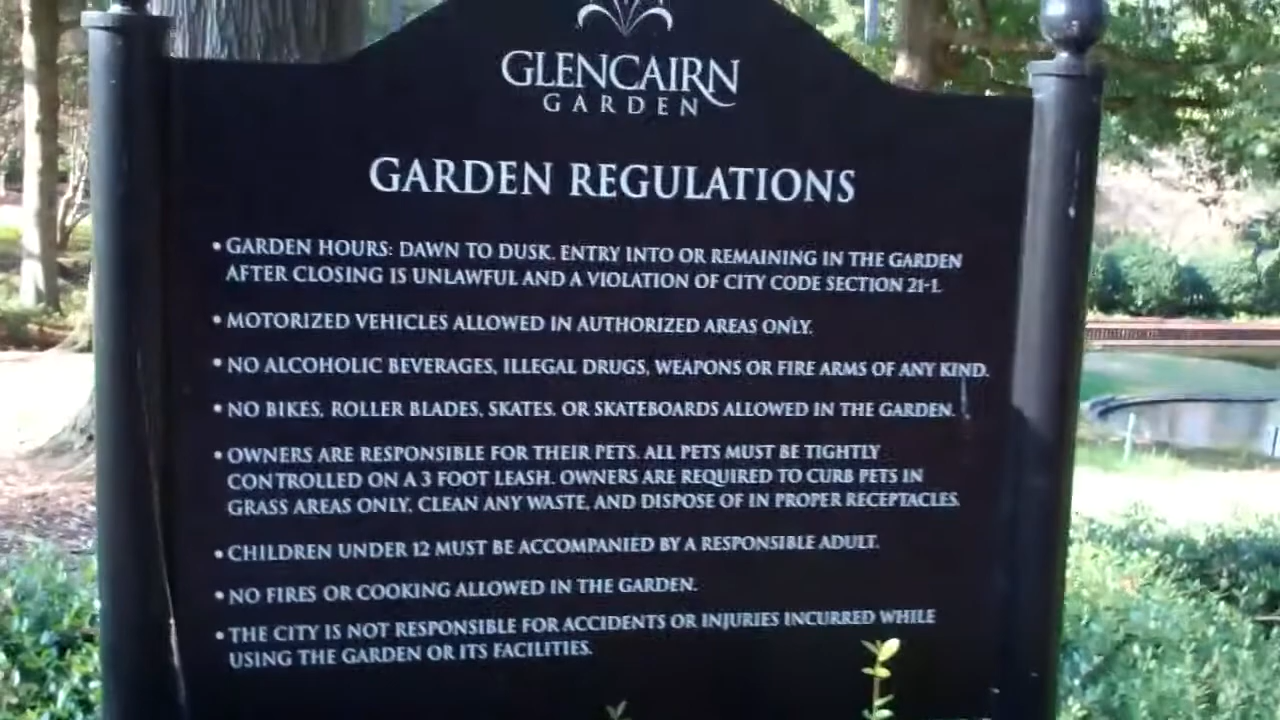 GLENCAIRN
GARDEN
GARDEN REGULATIONS
• GARDEN HOURS: DAWN TO DUSK. ENTRY INTO OR REMAINING IN THE GARDEN
AFTER CLOSING IS UNLAWFUL AND A VIOLATION OF CITY CODE SECTION 21-1.
• MOTORIZED VEHICLES ALLOWED IN AUTHORIZED AREAS ONLY.
• NO ALCOHOLIC BEVERAGES, ILLEGAL DRUGS, WEAPONS OR FIRE ARMS OF ANY KIND.
• NO BIKES, ROLLER BLADES, SKATES, OR SKATEBOARDS ALLOWED IN THE GARDEN.
• OWNERS ARE RESPONSIBLE FOR THEIR PETS. ALL PETS MUST BE TIGHTLY
CONTROLLED ON A 3 FOOT LEASH. OWNERS ARE REQUIRED TO CURB PETS IN
GRASS AREAS ONLY, CLEAN ANY WASTE, AND DISPOSE OF IN PROPER RECEPTACLES.
• CHILDREN UNDER 12 MUST BE ACCOMPANIED BY A RESPONSIBLE ADULT.
• NO FIRES OR COOKING ALLOWED IN THE GARDEN.
• THE CITY IS NOT RESPONSIBLE FOR ACCIDENTS OR INJURIES INCURRED WHILE
USING THE GARDEN OR ITS FACILITIES.